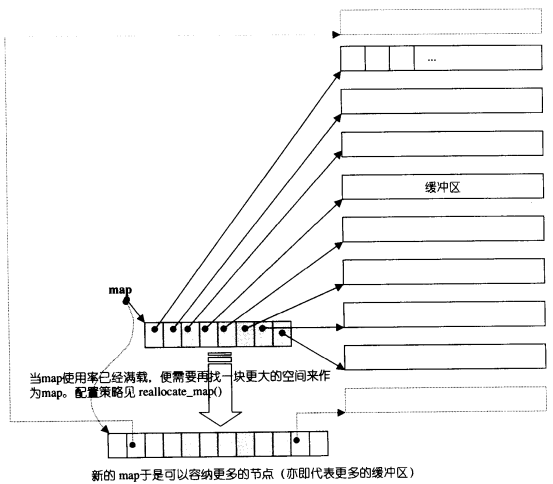 ...
缓冲区
map
当map使用率已经满载，便需要再找一块更大的空间来作
为map。配置策略见 reallocate_map()
新的 map于是可以容纳更多的节点（亦即代表更多的缓冲区）